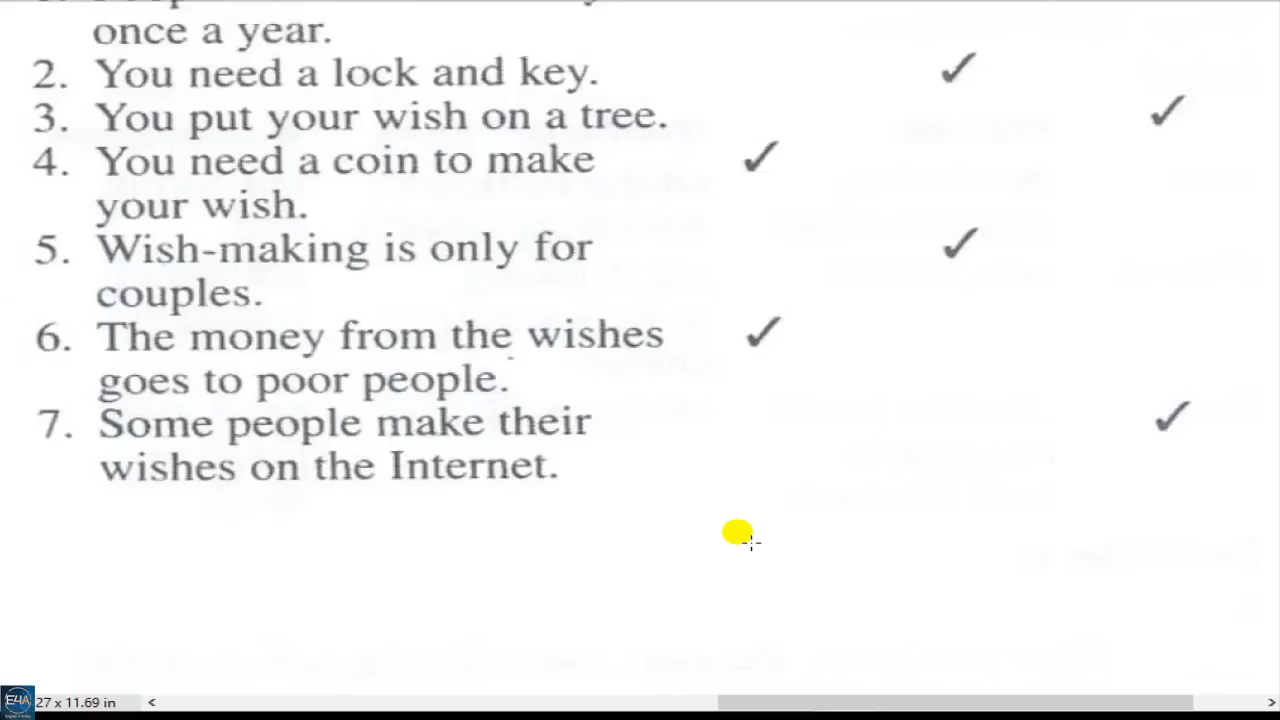 once a year.
2. You need a lock and key. ✓
3. You put your wish on a tree. ✓
4. You need a coin to make ✓
your wish.
5. Wish-making is only for ✓
couples.
6. The money from the wishes ✓
goes to poor people.
7. Some people make their ✓
wishes on the Internet.
E4A
27 x 11.69 in